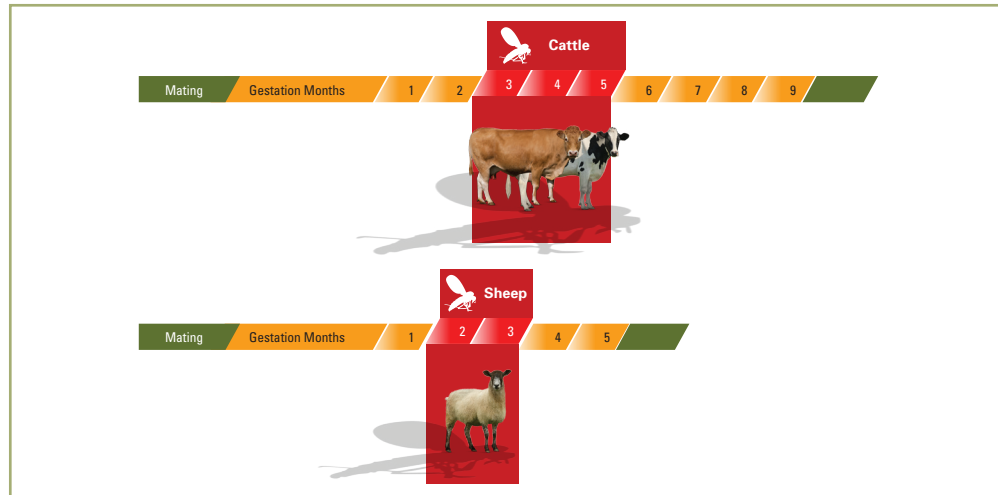 Cattle
Mating Gestation Months 1 2 3 4 5 6 7 8 9
Sheep
Mating Gestation Months 1 2 3 4 5